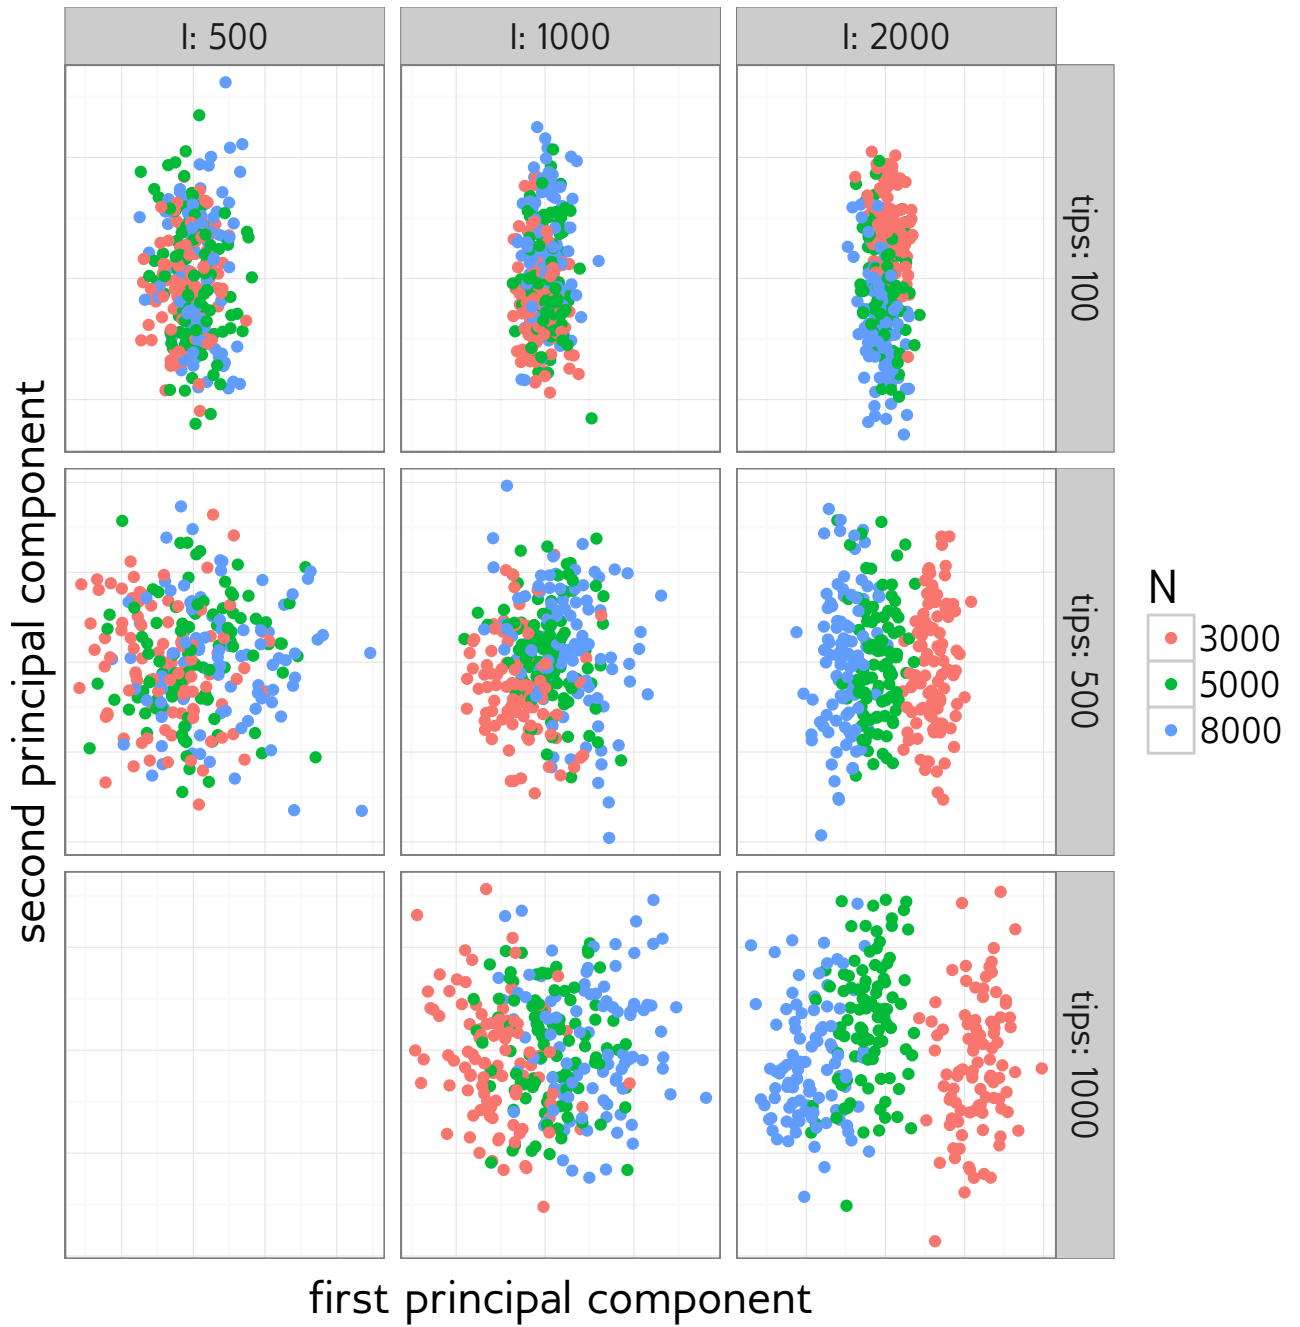 I: 500
I: 1000
I: 2000
tips: 100
tips: 500
tips: 1000
second principal component
first principal component
N
3000
5000
8000